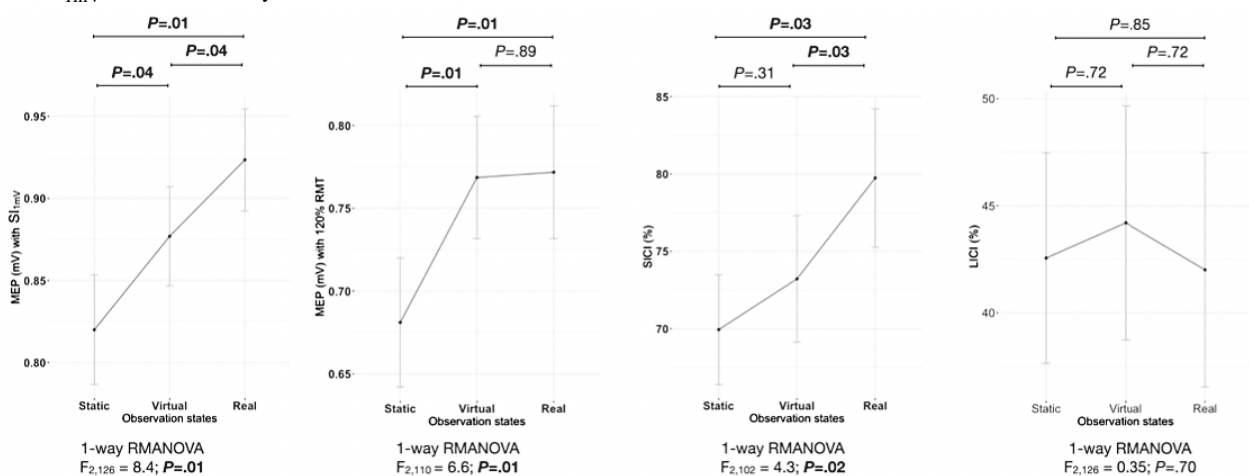 P=.01
P=.04
P=.04
MEP (mV) with SI1mV
0.95
0.90
0.85
0.80
Static Virtual Real
Observation states
1-way RMANOVA
F2,126 = 8.4; P=.01
P=.01
P=.89
P=.01
MEP (mV) with 120% RMT
0.80
0.75
0.70
0.65
Static Virtual Real
Observation states
1-way RMANOVA
F2,110 = 6.6; P=.01
P=.03
P=.03
P=.31
SICI (%)
85
80
75
70
Static Virtual Real
Observation states
1-way RMANOVA
F2,102 = 4.3; P=.02
P=.85
P=.72
P=.72
LICI (%)
50
45
40
Static Virtual Real
Observation states
1-way RMANOVA
F2,126 = 0.35; P=.70